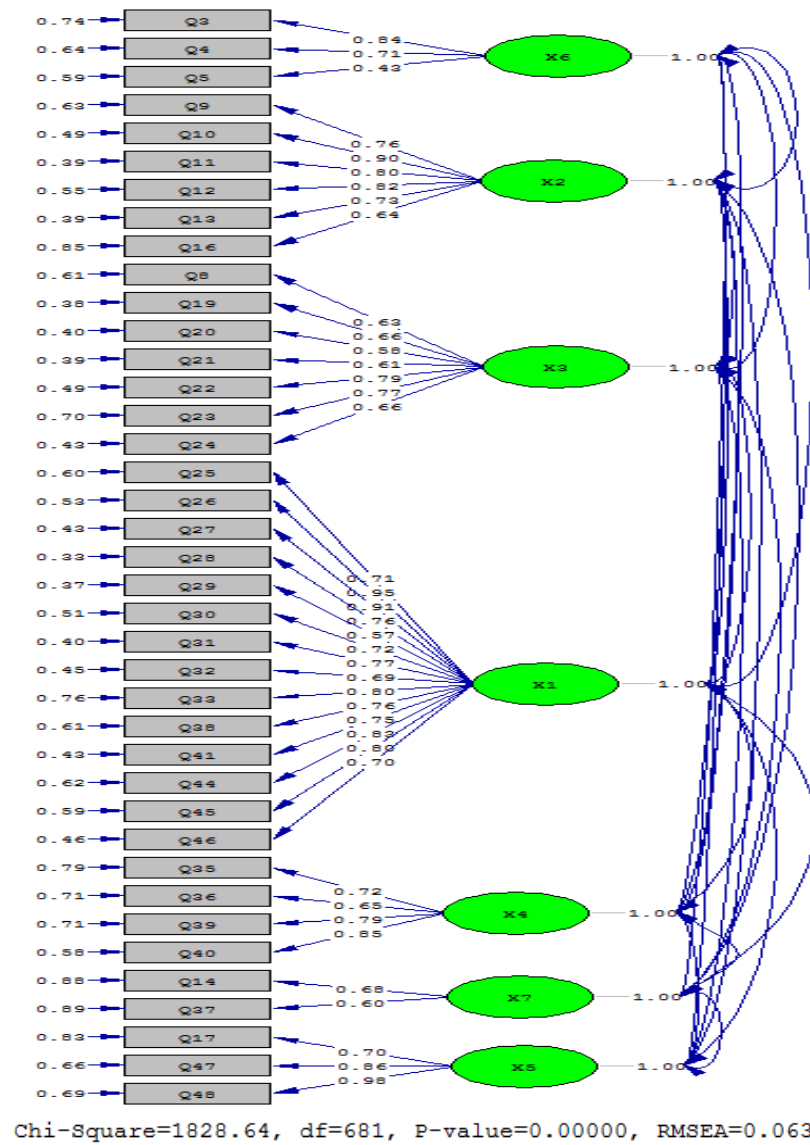 0.74 Q3
0.64 Q4
0.59 Q5
0.63 Q9
0.49 Q10
0.39 Q11
0.55 Q12
0.39 Q13
0.85 Q16
0.61 Q8
0.38 Q19
0.40 Q20
0.39 Q21
0.49 Q22
0.70 Q23
0.43 Q24
0.60 Q25
0.53 Q26
0.43 Q27
0.33 Q28
0.37 Q29
0.51 Q30
0.40 Q31
0.45 Q32
0.76 Q33
0.61 Q38
0.43 Q41
0.62 Q44
0.59 Q45
0.46 Q46
0.79 Q35
0.71 Q36
0.71 Q39
0.58 Q40
0.88 Q14
0.89 Q37
0.83 Q17
0.66 Q47
0.69 Q48
0.84
0.71
0.43
X6 1.00
0.76
0.90
0.80
0.82
0.73
0.64
X2 1.00
0.63
0.66
0.58
0.61
0.79
0.77
0.66
X3 1.00
0.71
0.95
0.91
0.76
0.57
0.72
0.77
0.69
0.80
0.76
0.75
0.83
0.80
0.70
X1 1.00
0.72
0.65
0.79
0.85
X4 1.00
0.68
0.60
X7 1.00
0.70
0.86
0.98
X5 1.00
Chi-Square=1828.64, df=681, P-value=0.00000, RMSEA=0.063